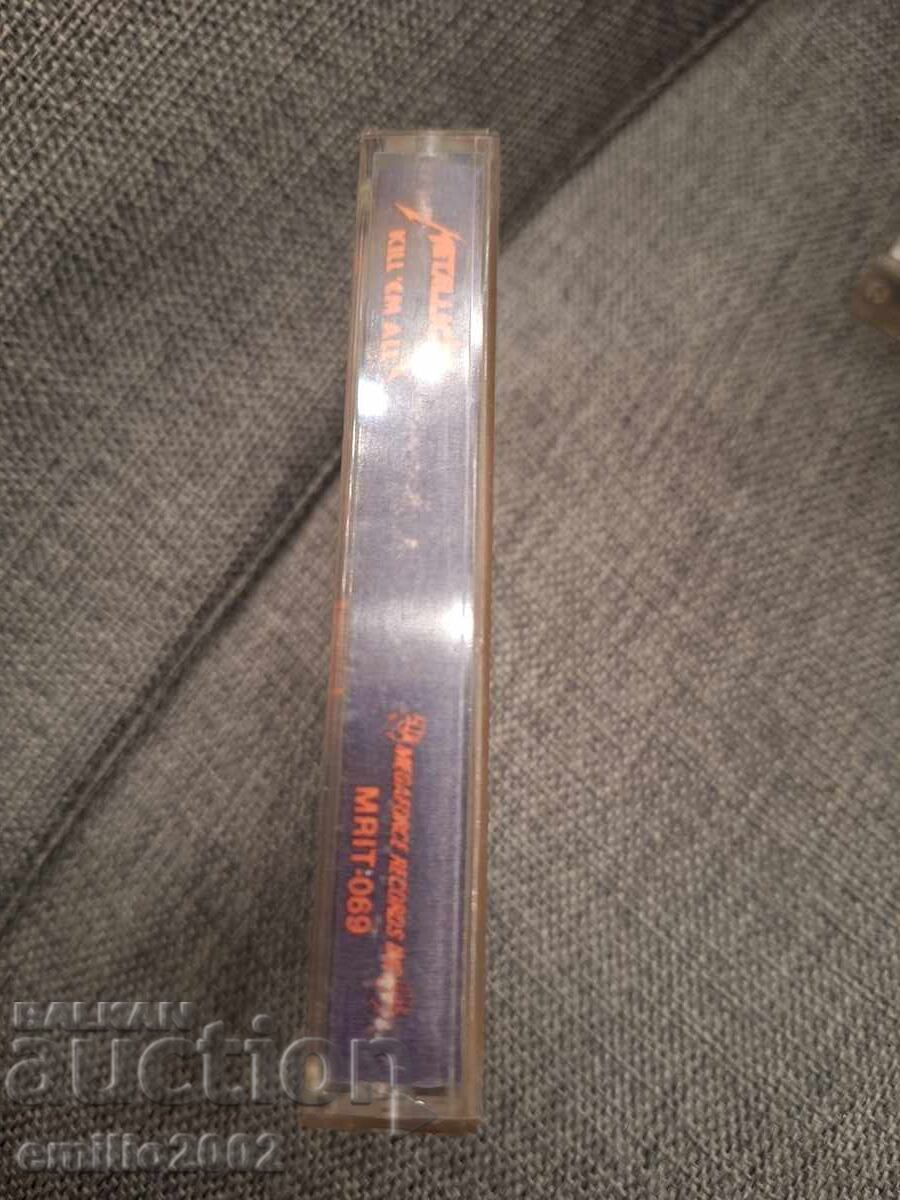 METALLICA
KILL 'EM ALL
MEGAFORCE RECORDS
MRIT-069
BALKAN
auction
emilio2002